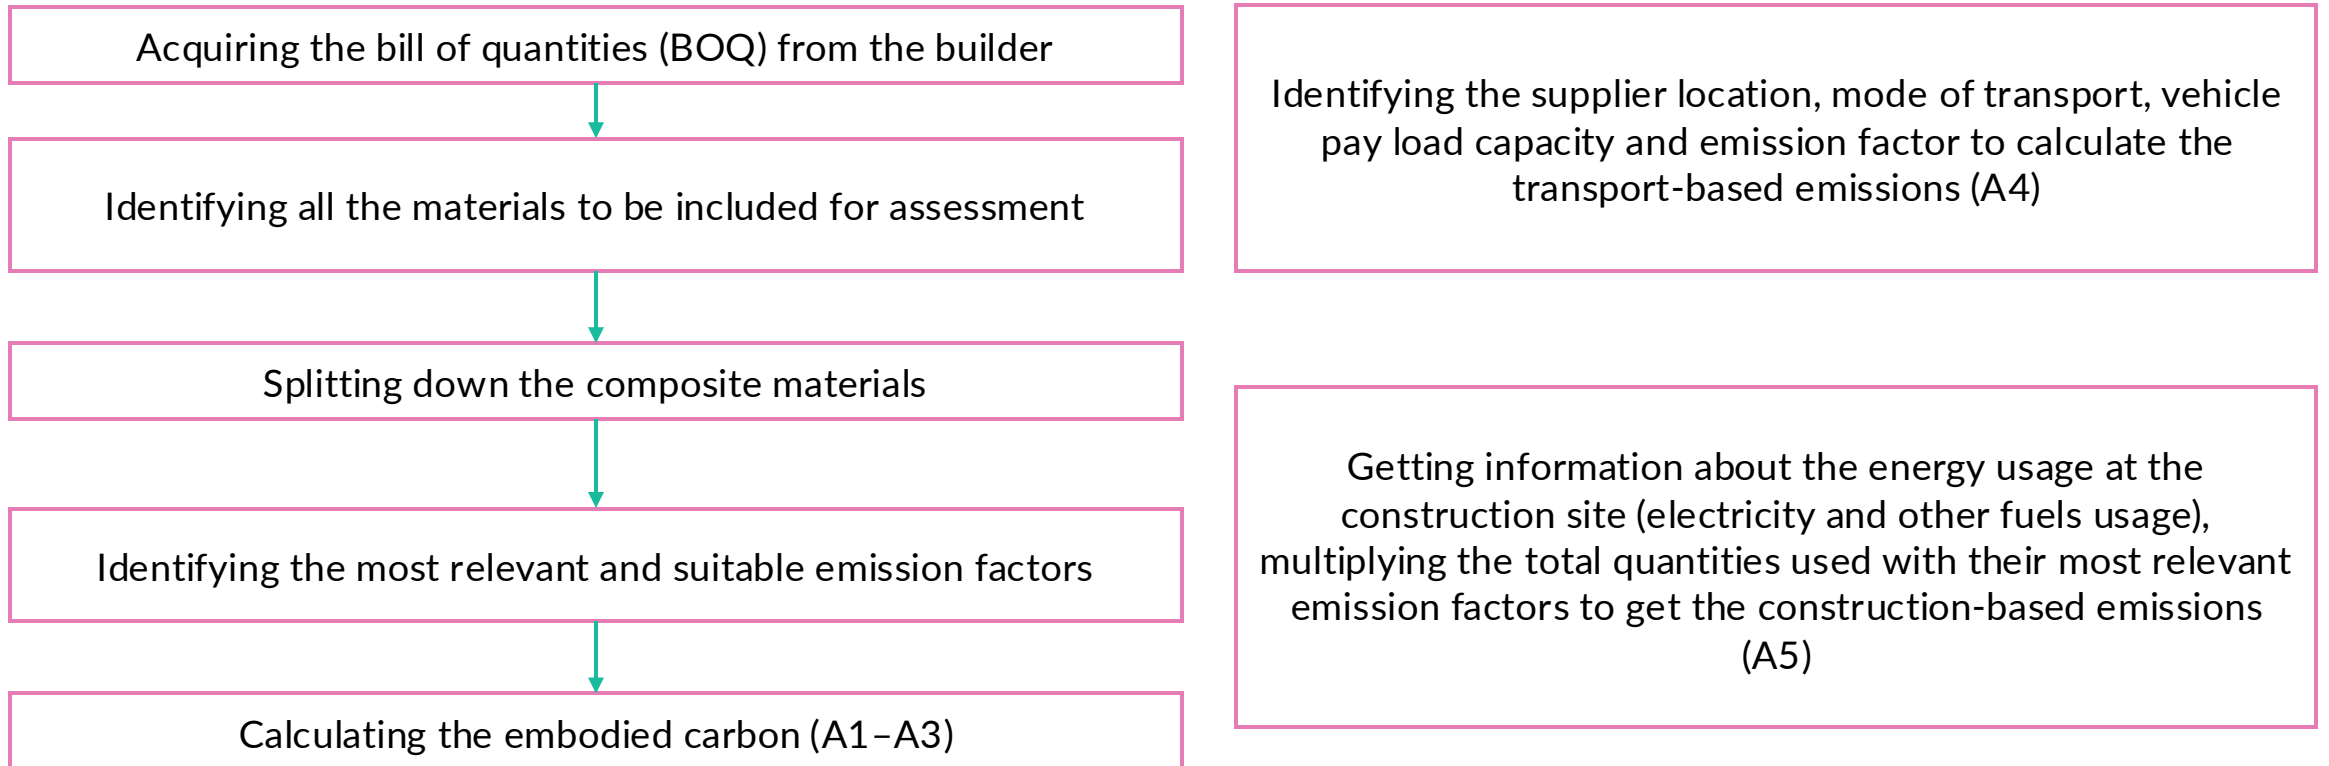 Acquiring the bill of quantities (BOQ) from the builder
Identifying all the materials to be included for assessment
Splitting down the composite materials
Identifying the most relevant and suitable emission factors
Calculating the embodied carbon (A1–A3)
Identifying the supplier location, mode of transport, vehicle
pay load capacity and emission factor to calculate the
transport-based emissions (A4)
Getting information about the energy usage at the
construction site (electricity and other fuels usage),
multiplying the total quantities used with their most relevant
emission factors to get the construction-based emissions
(A5)